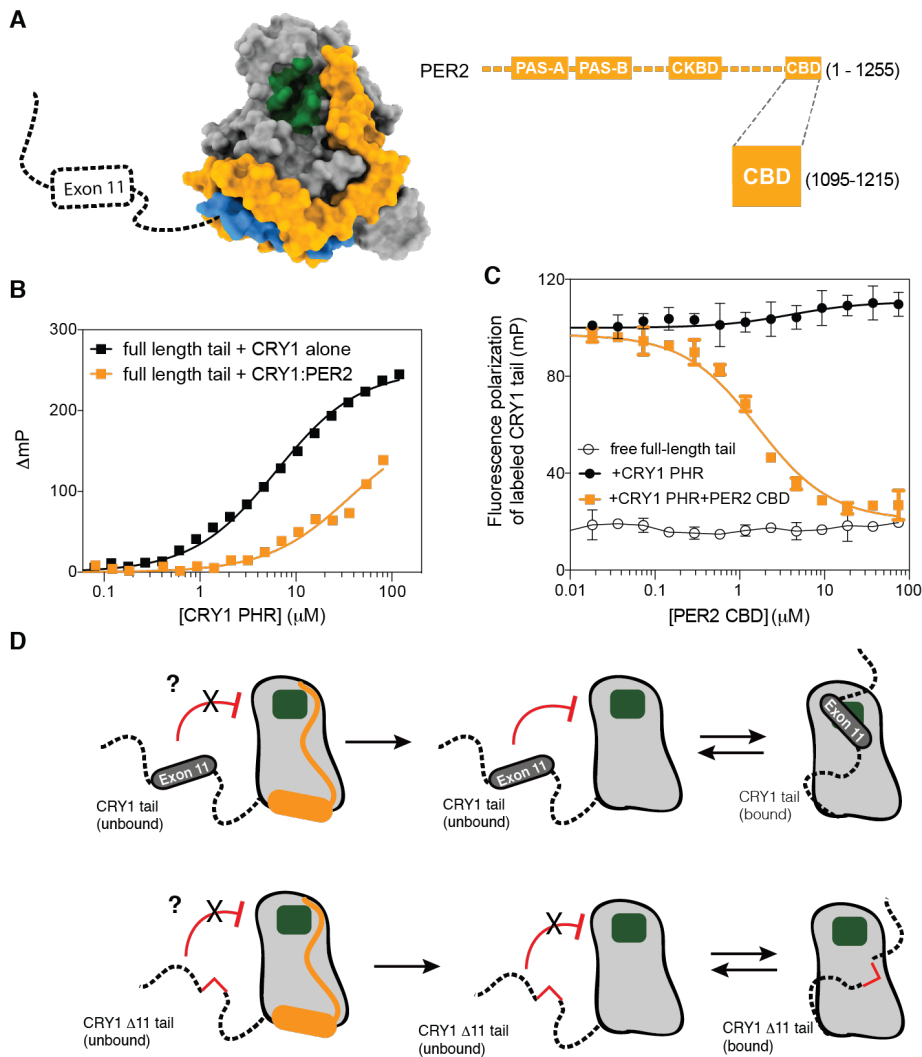 A
Exon 11
PER2 PAS-A PAS-B CKBD CBD (1 - 1255)
CBD (1095-1215)
B
300
200
100
0
ΔmP
full length tail + CRY1 alone
full length tail + CRY1:PER2
0.1 1 10 100
[CRY1 PHR] (μM)
C
120
80
40
0
Fluorescence polarization
of labeled CRY1 tail (mP)
free full-length tail
+CRY1 PHR
+CRY1 PHR+PER2 CBD
0.01 0.1 1 10 100
[PER2 CBD] (μM)
D
?
X
Exon 11
CRY1 tail
(unbound)
Exon 11
CRY1 tail
(unbound)
Exon 11
CRY1 tail
(bound)
?
X
CRY1 Δ11 tail
(unbound)
X
CRY1 Δ11 tail
(unbound)
CRY1 Δ11 tail
(bound)